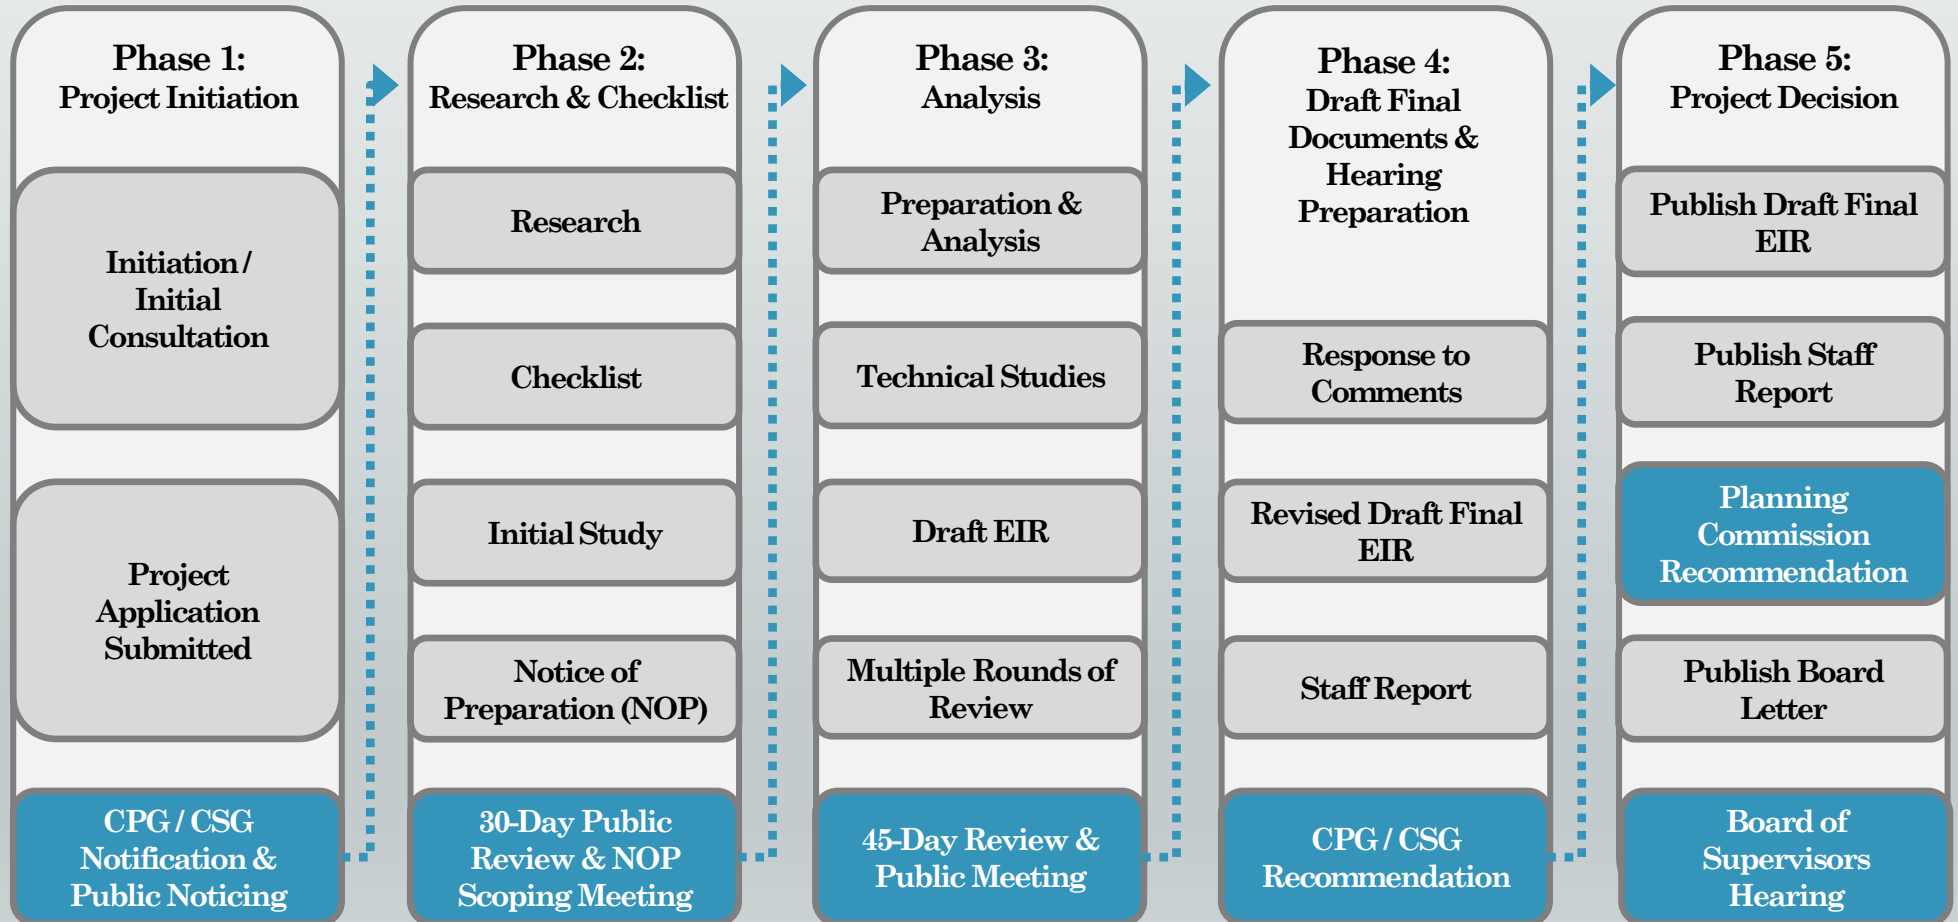 Phase 1:
Project Initiation
Initiation /
Initial
Consultation
Project
Application
Submitted
CPG / CSG
Notification &
Public Noticing
Phase 2:
Research & Checklist
Research
Checklist
Initial Study
Notice of
Preparation (NOP)
30-Day Public
Review & NOP
Scoping Meeting
Phase 3:
Analysis
Preparation &
Analysis
Technical Studies
Draft EIR
Multiple Rounds of
Review
45-Day Review &
Public Meeting
Phase 4:
Draft Final
Documents &
Hearing
Preparation
Response to
Comments
Revised Draft Final
EIR
Staff Report
CPG / CSG
Recommendation
Phase 5:
Project Decision
Publish Draft Final
EIR
Publish Staff
Report
Planning
Commission
Recommendation
Publish Board
Letter
Board of
Supervisors
Hearing